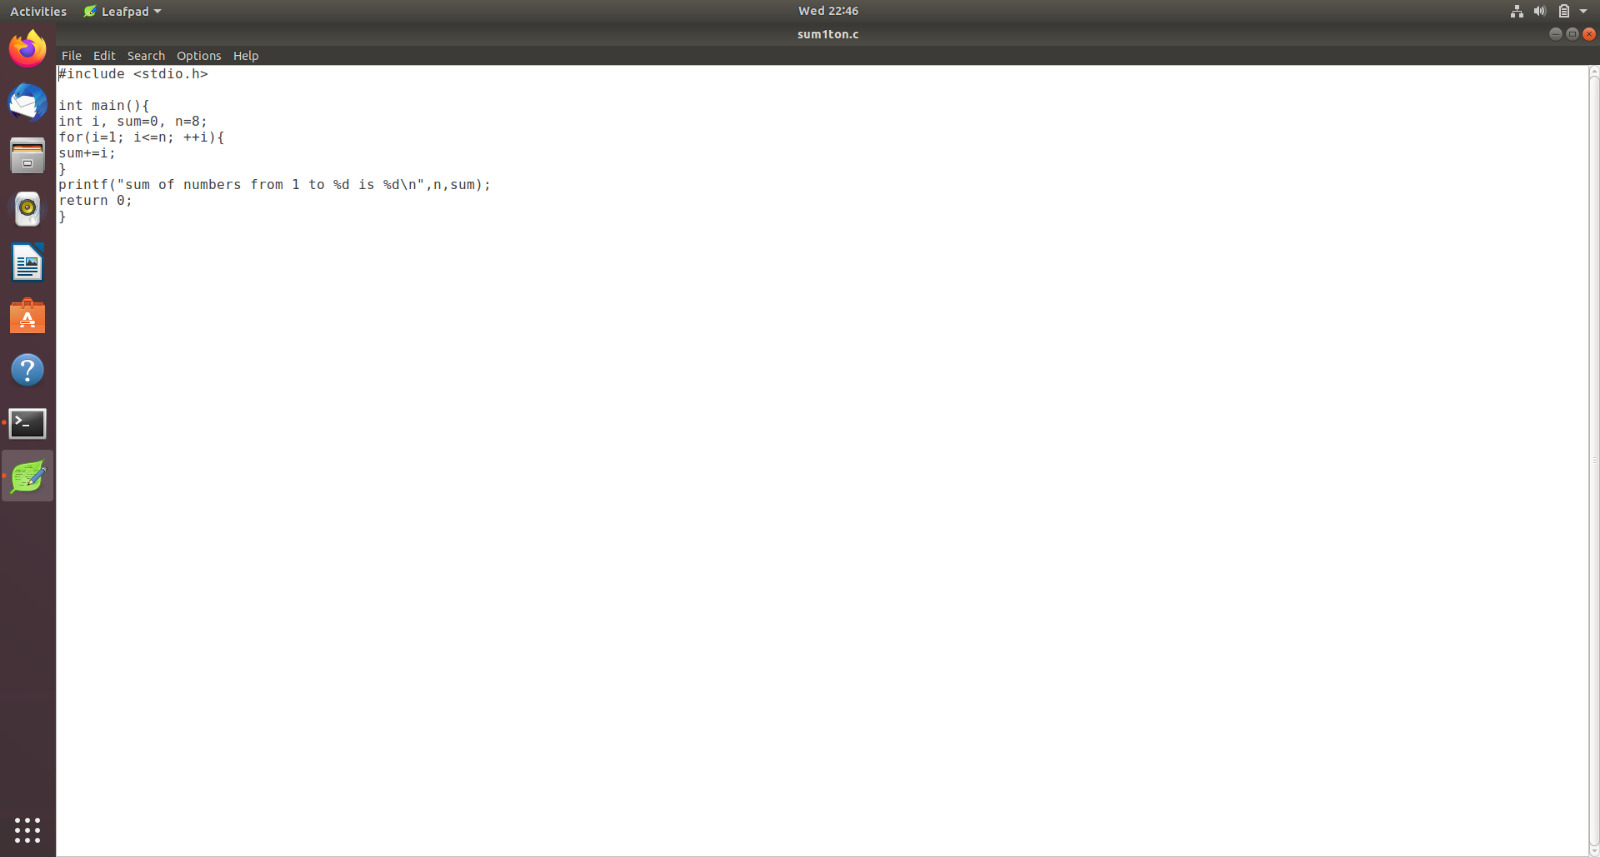 Activities Leafpad Wed 22:46
sum1ton.c
File Edit Search Options Help
#include <stdio.h>

int main(){
int i, sum=0, n=8;
for(i=1; i<=n; ++i){
sum+=i;
}
printf("sum of numbers from 1 to %d is %d\n",n,sum);
return 0;
}